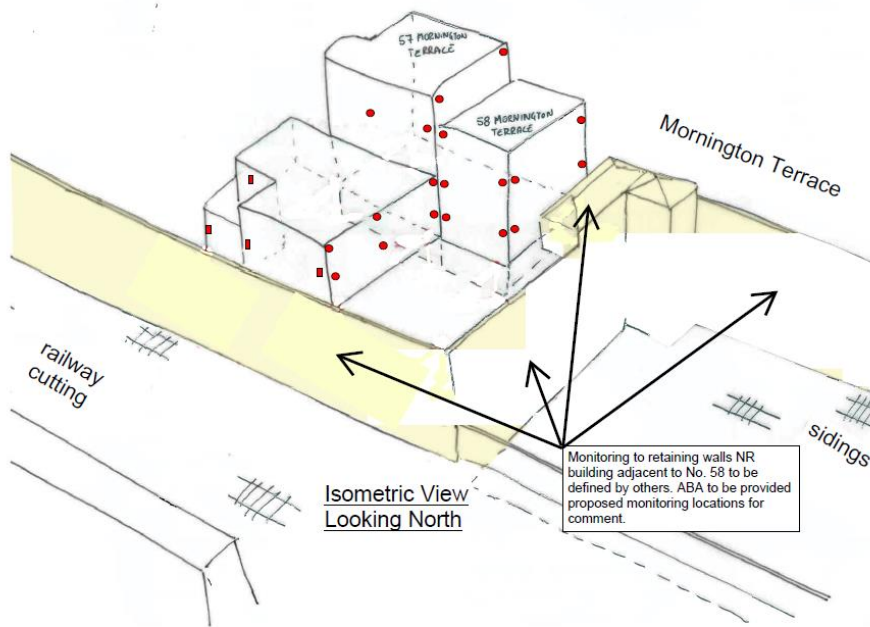 57 MORNINGTON
TERRACE
58 MORNINGTON
TERRACE
Mornington Terrace
railway
cutting
sidings
Isometric View
Looking North
Monitoring to retaining walls NR
building adjacent to No. 58 to be
defined by others. ABA to be provided
proposed monitoring locations for
comment.